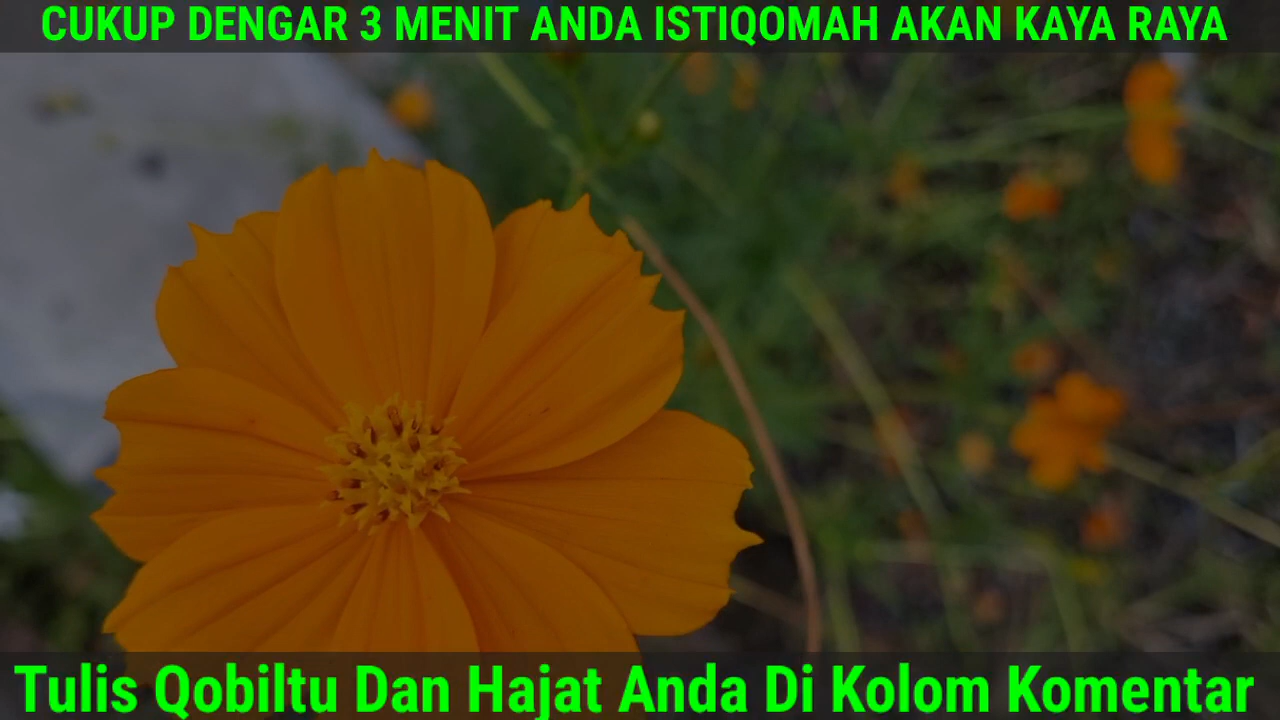 CUKUP DENGAR 3 MENIT ANDA ISTIQOMAH AKAN KAYA RAYA
Tulis Qobiltu Dan Hajat Anda Di Kolom Komentar